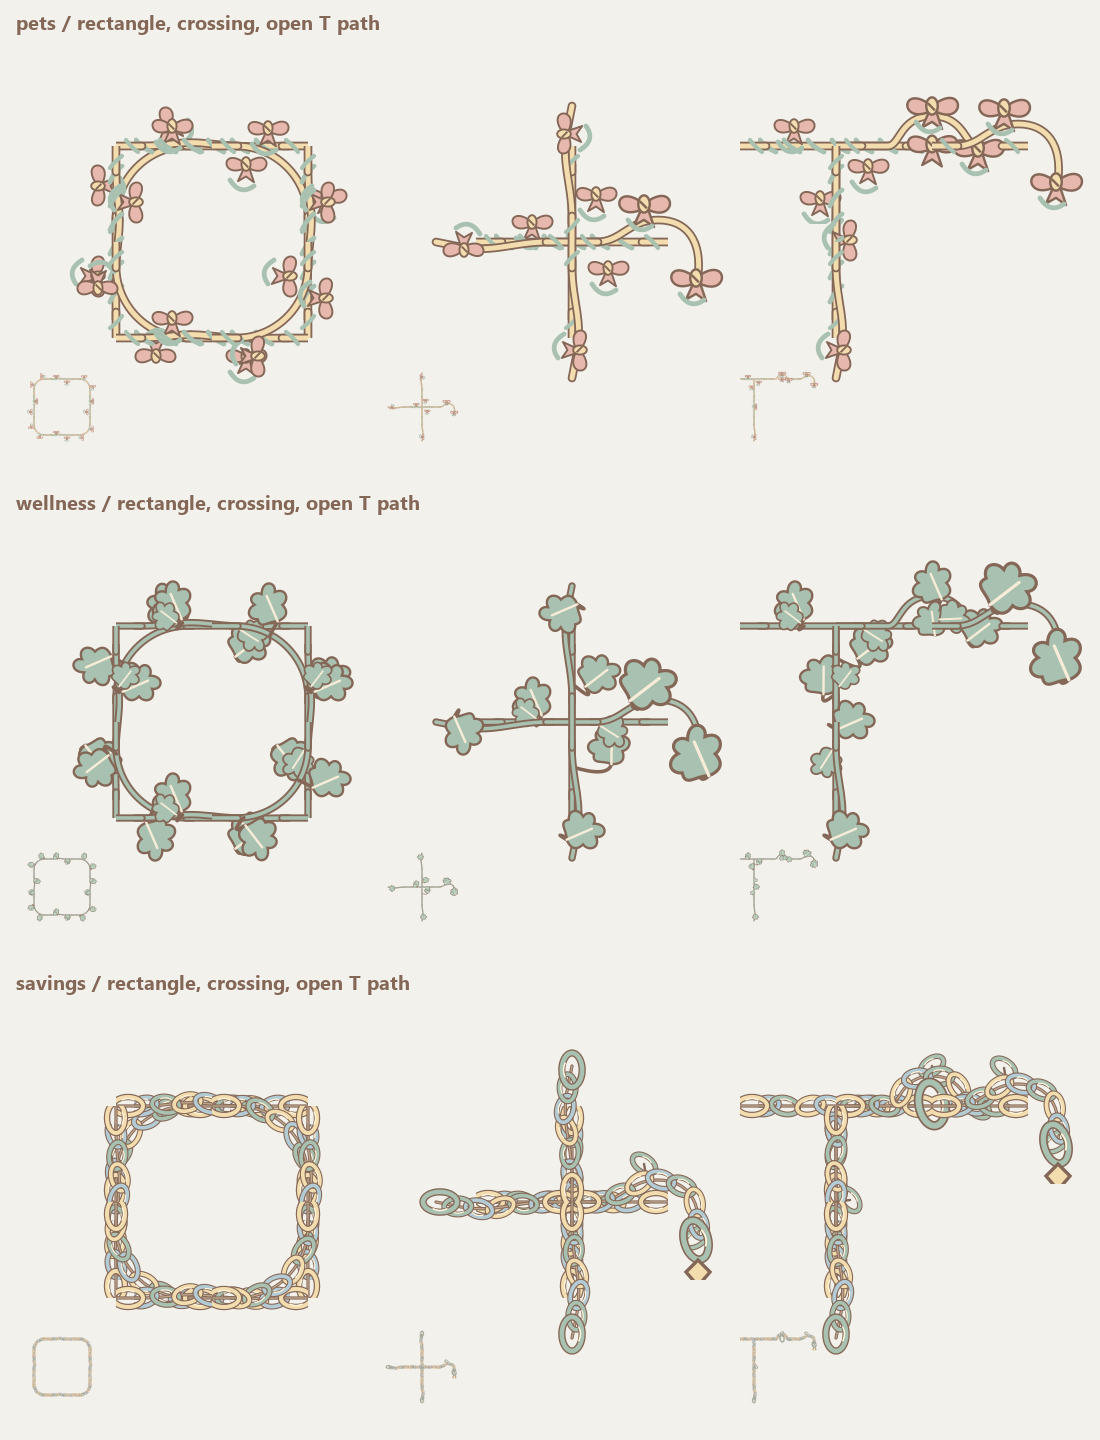 pets / rectangle, crossing, open T path
wellness / rectangle, crossing, open T path
savings / rectangle, crossing, open T path